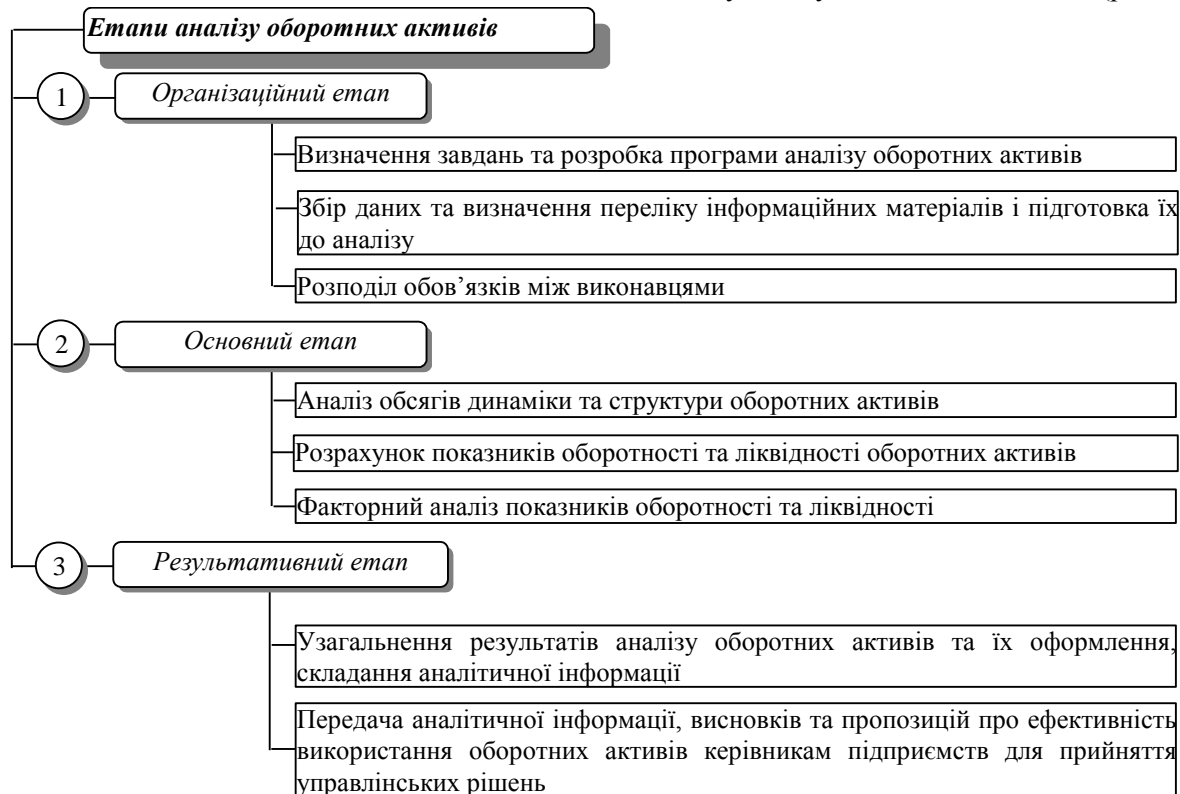 Етапи аналізу оборотних активів
1
Організаційний етап
Визначення завдань та розробка програми аналізу оборотних активів
Збір даних та визначення переліку інформаційних матеріалів і підготовка їх
до аналізу
Розподіл обов’язків між виконавцями
2
Основний етап
Аналіз обсягів динаміки та структури оборотних активів
Розрахунок показників оборотності та ліквідності оборотних активів
Факторний аналіз показників оборотності та ліквідності
3
Результативний етап
Узагальнення результатів аналізу оборотних активів та їх оформлення,
складання аналітичної інформації
Передача аналітичної інформації, висновків та пропозицій про ефективність
використання оборотних активів керівникам підприємств для прийняття
управлінських рішень